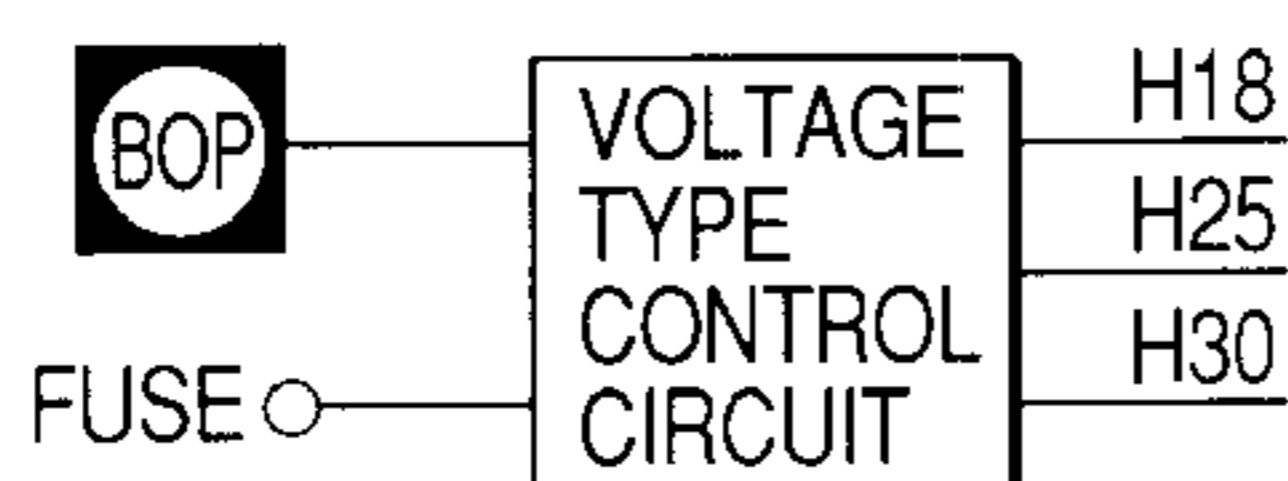 BOP
FUSE
VOLTAGE
TYPE
CONTROL
CIRCUIT
H18
H25
H30